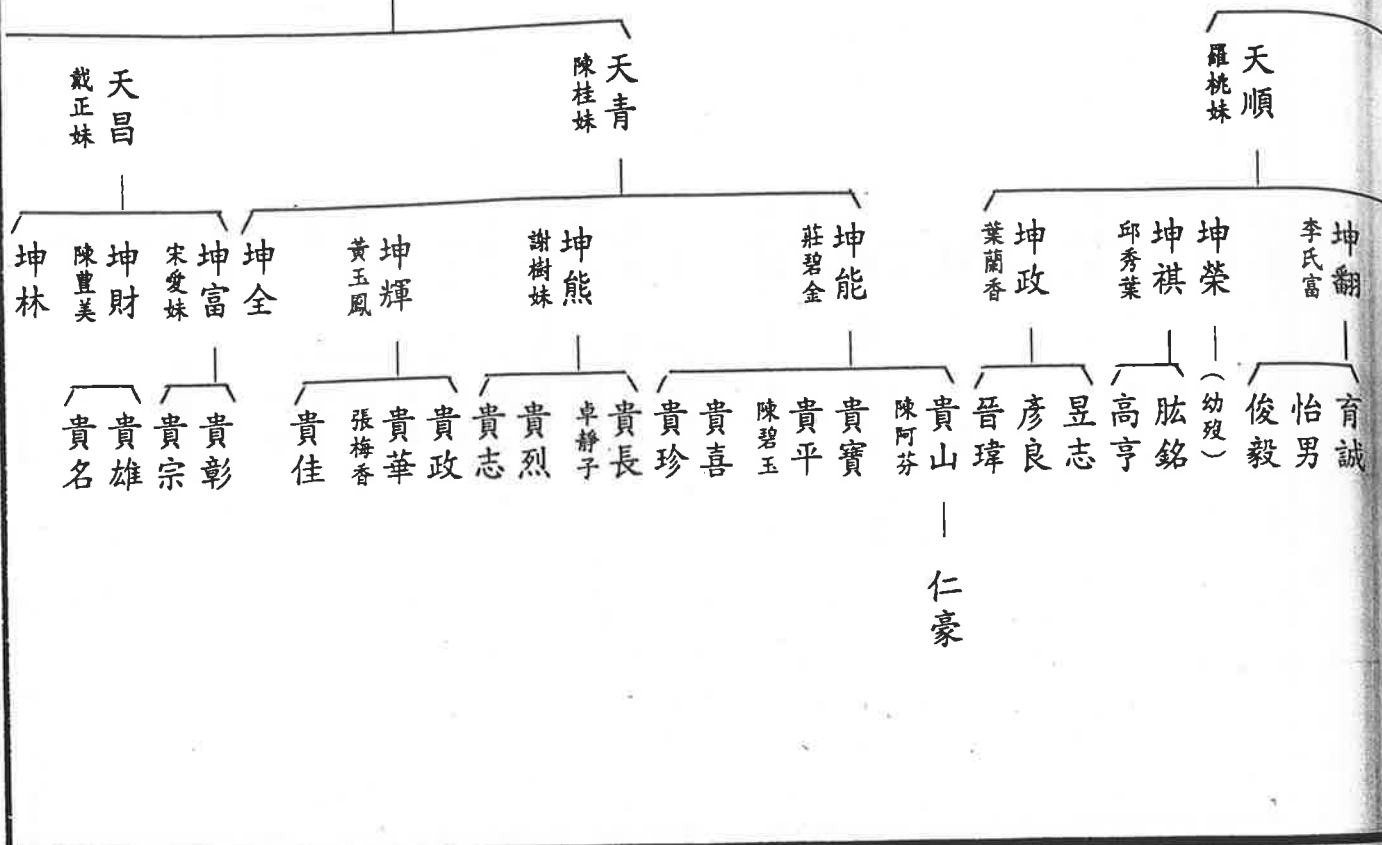 天順
羅桃妹
天青
陳桂妹
天昌
戴正妹
坤翻
李氏富
坤榮
坤祺
邱秀葉
坤政
葉蘭香
坤能
莊碧金
坤熊
謝樹妹
坤輝
黃玉鳳
坤全
坤富
宋愛妹
坤財
陳豊美
坤林
育誠
怡男
俊毅
（幼歿）
肱銘
高亨
昱志
彥良
晉瑋
貴山
陳阿芬
貴寶
貴平
陳碧玉
貴喜
貴珍
貴長
卓靜子
貴烈
貴志
貴政
貴華
張梅香
貴佳
貴彰
貴宗
貴雄
貴名
仁豪